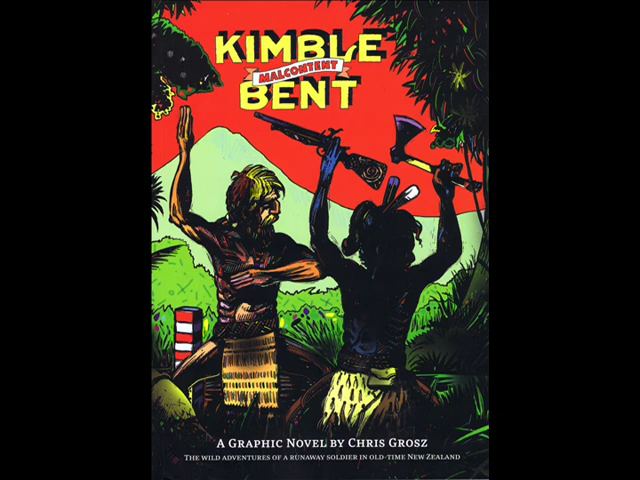 KIMBLE
MALCONTENT
BENT
A GRAPHIC NOVEL BY CHRIS GROSZ
THE WILD ADVENTURES OF A RUNAWAY SOLDIER IN OLD-TIME NEW ZEALAND